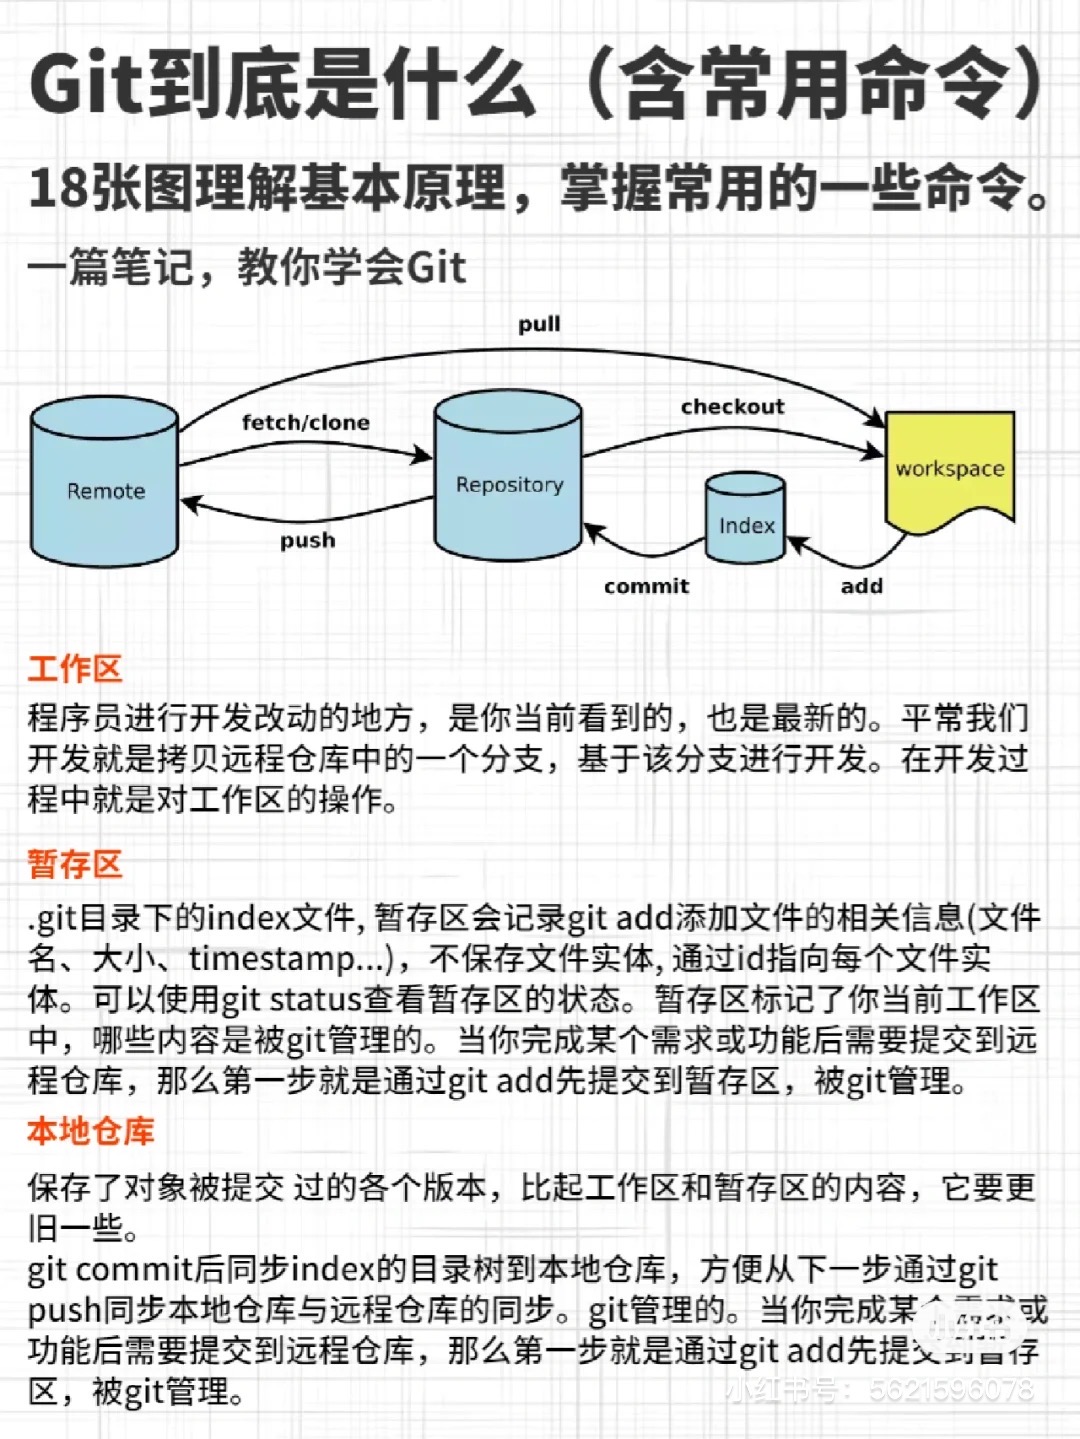 Git到底是什么（含常用命令）
18张图理解基本原理，掌握常用的一些命令。
一篇笔记，教你学会Git
pull
fetch/clone
checkout
Remote
Repository
workspace
Index
push
commit
add
工作区
程序员进行开发改动的地方，是你当前看到的，也是最新的。平常我们
开发就是拷贝远程仓库中的一个分支，基于该分支进行开发。在开发过
程中就是对工作区的操作。
暂存区
.git目录下的index文件, 暂存区会记录git add添加文件的相关信息(文件
名、大小、timestamp...)，不保存文件实体, 通过id指向每个文件实
体。可以使用git status查看暂存区的状态。暂存区标记了你当前工作区
中，哪些内容是被git管理的。当你完成某个需求或功能后需要提交到远
程仓库，那么第一步就是通过git add先提交到暂存区，被git管理。
本地仓库
保存了对象被提交 过的各个版本，比起工作区和暂存区的内容，它要更
旧一些。
git commit后同步index的目录树到本地仓库，方便从下一步通过git
push同步本地仓库与远程仓库的同步。git管理的。当你完成某个需求或
功能后需要提交到远程仓库，那么第一步就是通过git add先提交到暂存
区，被git管理。
小红书号：5621596078